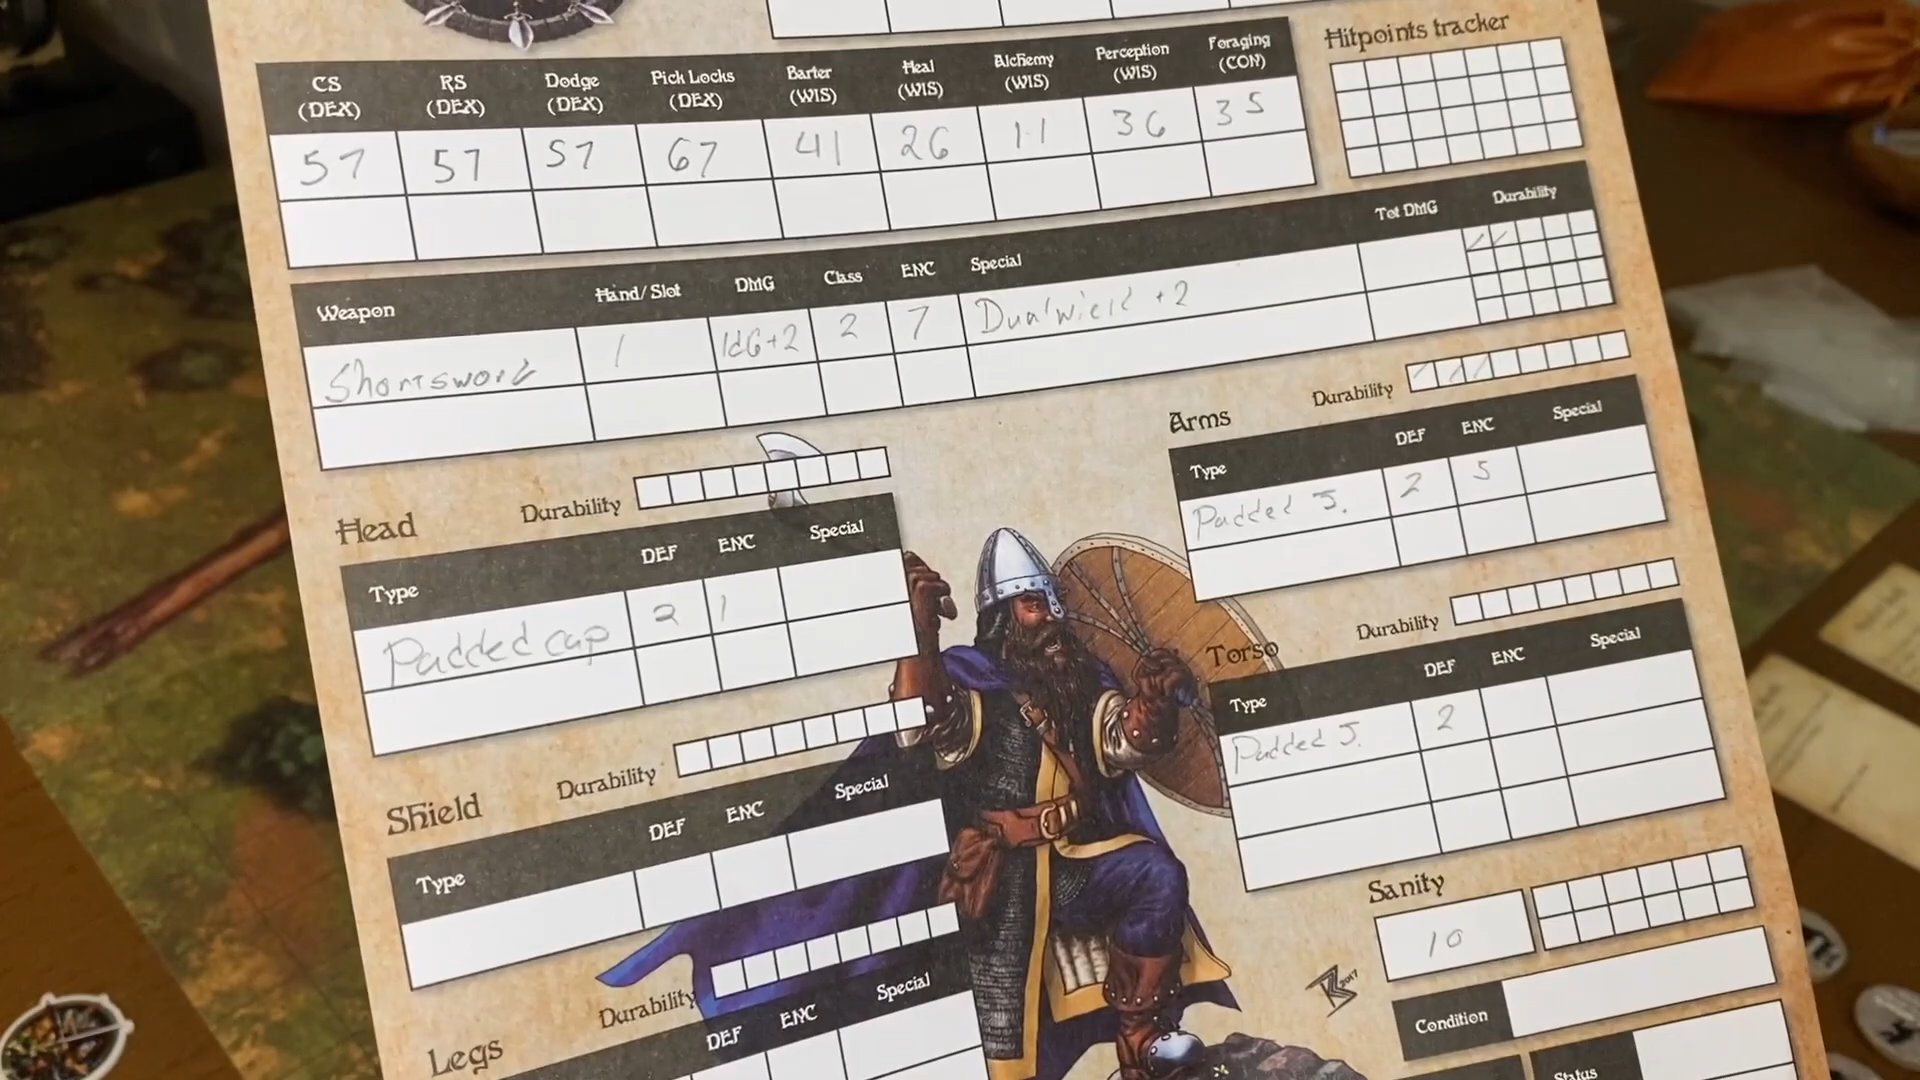 Hitpoints tracker
CS (DEX) RS (DEX) Dodge (DEX) Pick Locks (DEX) Barter (WIS) Heal (WIS) Alchemy (WIS) Perception (WIS) Foraging (CON)
57 57 57 67 41 26 11 36 35
Weapon Hand/Slot DMG Class ENC Special Tot DMG Durability
Shortsword 1 1d6+2 2 7 Dualwield +2
Durability
Arms
Type DEF ENC Special
Padded J. 2 5
Durability
Head
Type DEF ENC Special
Padded cap 2 1
Durability
Torso
Type DEF ENC Special
Padded J. 2
Durability
Shield
Type DEF ENC Special
Sanity
10
Durability
Legs
DEF ENC Special
Condition
Status
2017